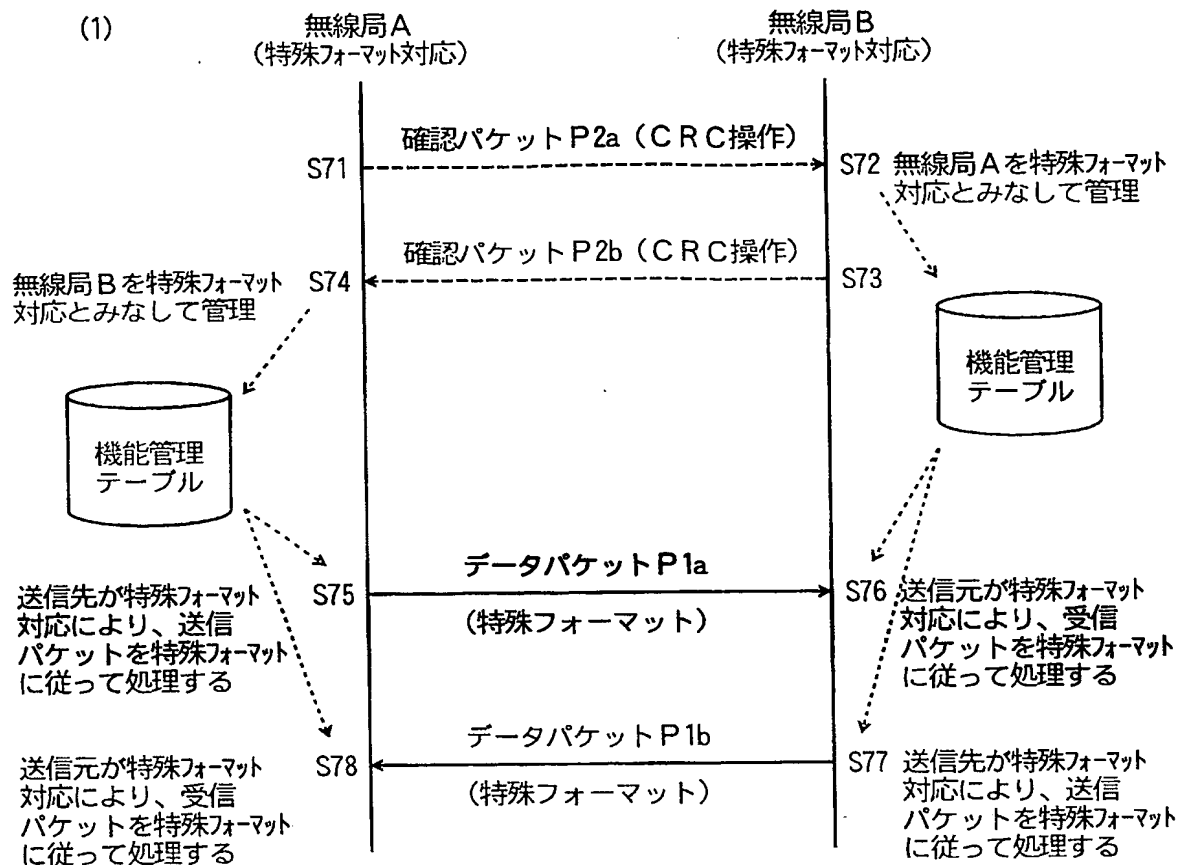 (1)
無線局A
(特殊フォーマット対応)
無線局B
(特殊フォーマット対応)
確認パケットP2a(CRC操作)
S71
S72 無線局Aを特殊フォーマット
対応とみなして管理
確認パケットP2b(CRC操作)
無線局Bを特殊フォーマット
対応とみなして管理
S74
S73
機能管理
テーブル
機能管理
テーブル
データパケットP1a
(特殊フォーマット)
S75
送信先が特殊フォーマット
対応により、送信
パケットを特殊フォーマット
に従って処理する
S76 送信元が特殊フォーマット
対応により、受信
パケットを特殊フォーマット
に従って処理する
データパケットP1b
(特殊フォーマット)
S78
送信元が特殊フォーマット
対応により、受信
パケットを特殊フォーマット
に従って処理する
S77 送信先が特殊フォーマット
対応により、送信
パケットを特殊フォーマット
に従って処理する